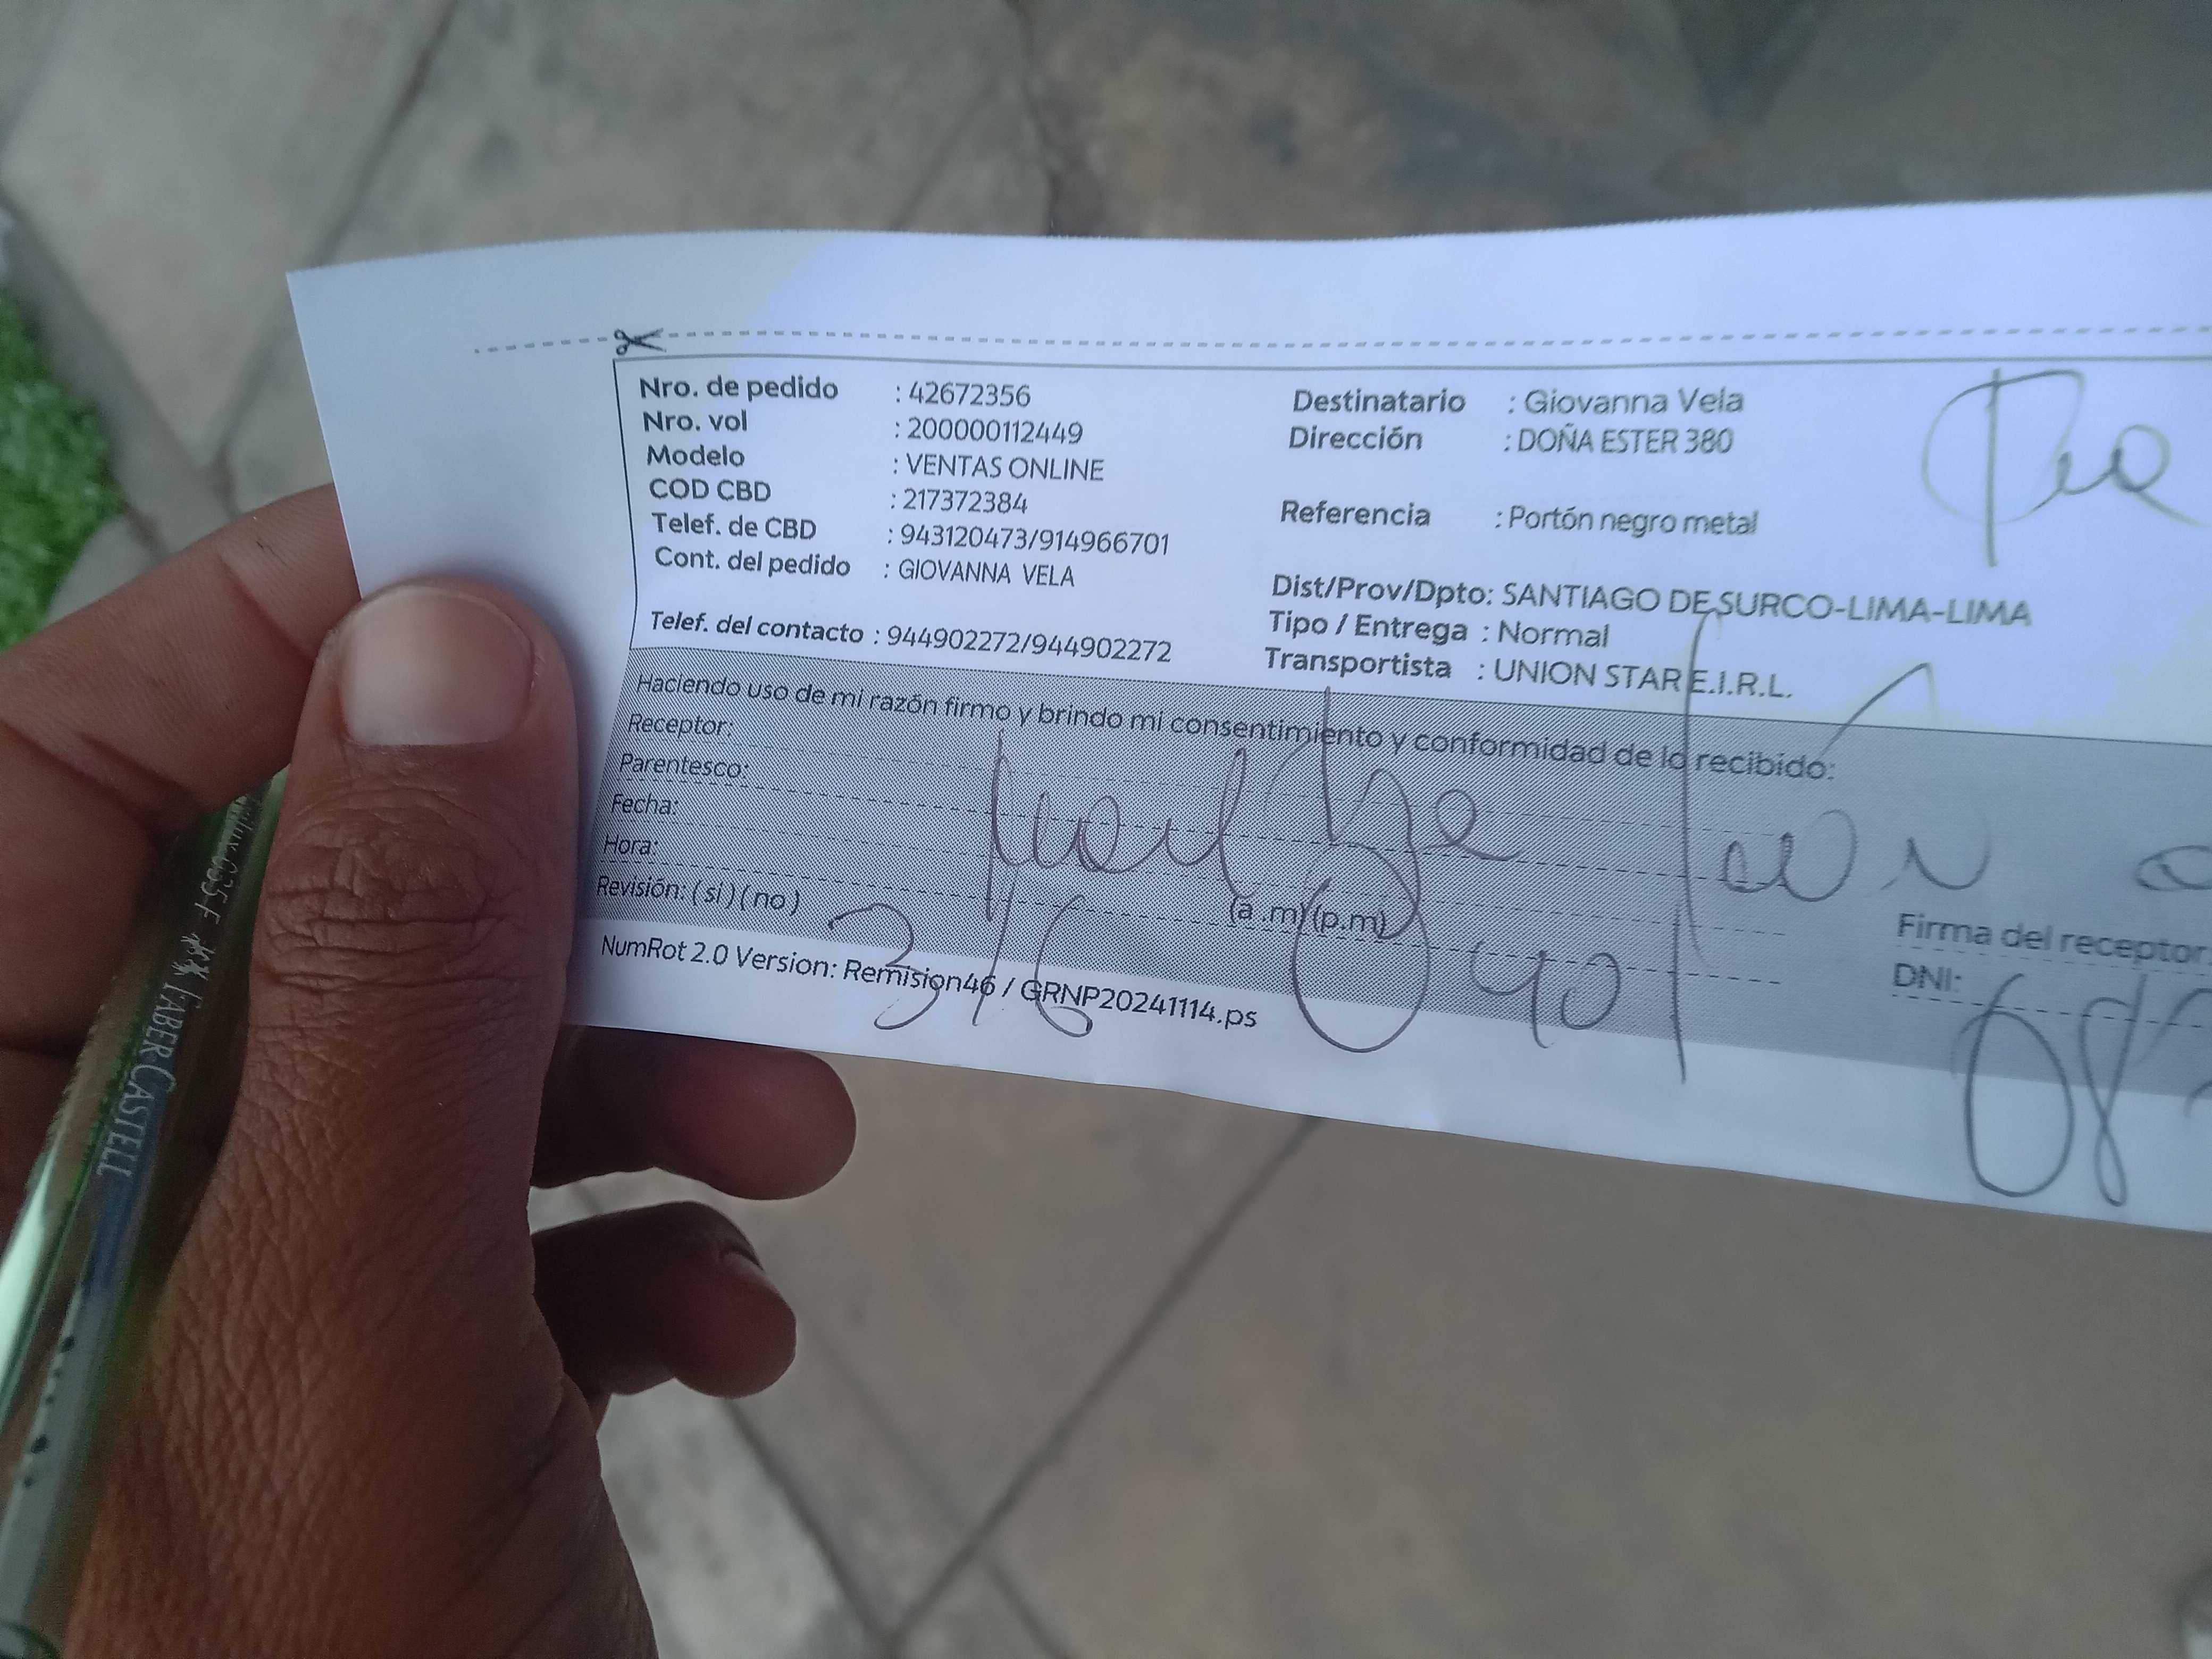 Nro. de pedido : 42672356
Nro. vol : 200000112449
Modelo : VENTAS ONLINE
COD CBD : 217372384
Telef. de CBD : 943120473/914966701
Cont. del pedido : GIOVANNA VELA
Telef. del contacto : 944902272/944902272
Destinatario : Giovanna Vela
Dirección : DOÑA ESTER 380
Referencia : Portón negro metal
Dist/Prov/Dpto: SANTIAGO DE SURCO-LIMA-LIMA
Tipo / Entrega : Normal
Transportista : UNION STAR E.I.R.L.
Haciendo uso de mi razón firmo y brindo mi consentimiento y conformidad de lo recibido:
Receptor:
Parentesco:
Fecha:
Hora: (a .m) (p.m)
Revisión: ( si ) ( no )
Firma del receptor
DNI:
NumRot 2.0 Version: Remision46 / GRNP20241114.ps
FABER CASTELL